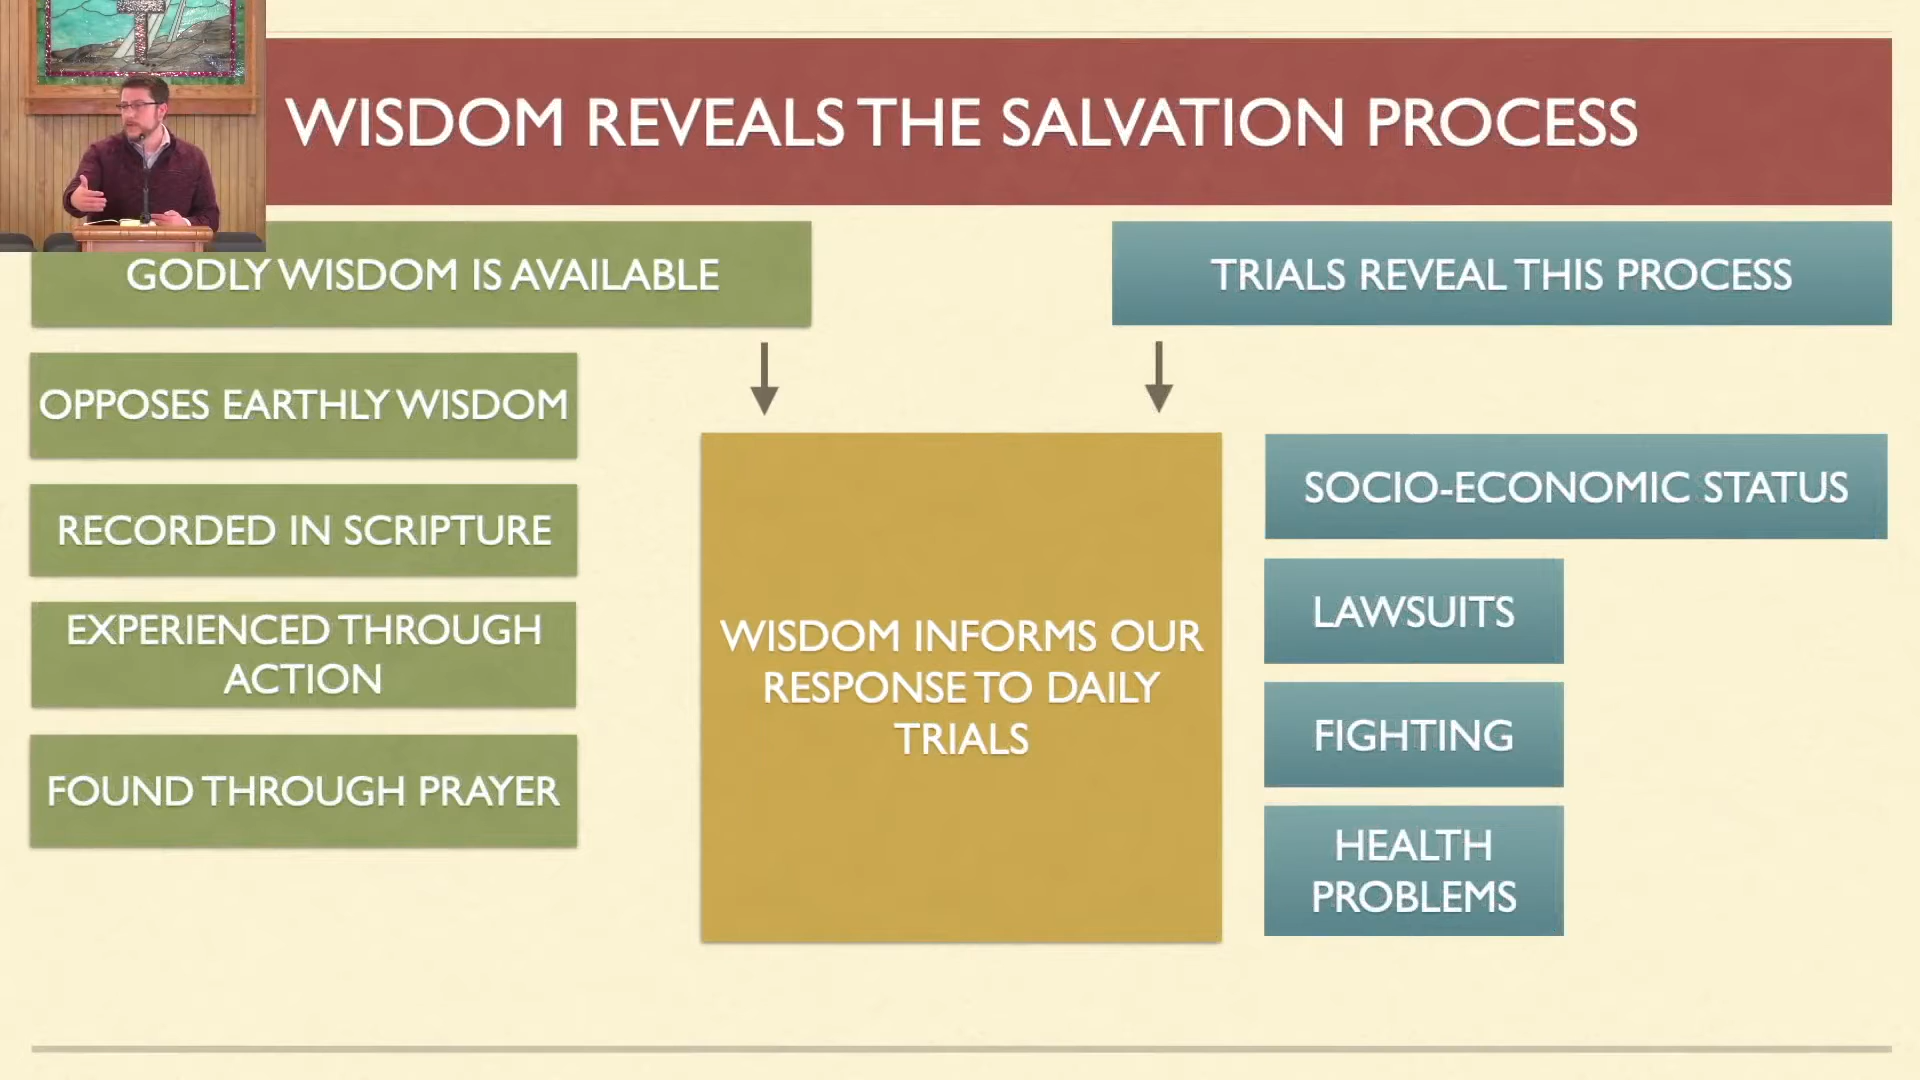 WISDOM REVEALS THE SALVATION PROCESS
GODLY WISDOM IS AVAILABLE
OPPOSES EARTHLY WISDOM
RECORDED IN SCRIPTURE
EXPERIENCED THROUGH
ACTION
FOUND THROUGH PRAYER
WISDOM INFORMS OUR
RESPONSE TO DAILY
TRIALS
TRIALS REVEAL THIS PROCESS
SOCIO-ECONOMIC STATUS
LAWSUITS
FIGHTING
HEALTH
PROBLEMS